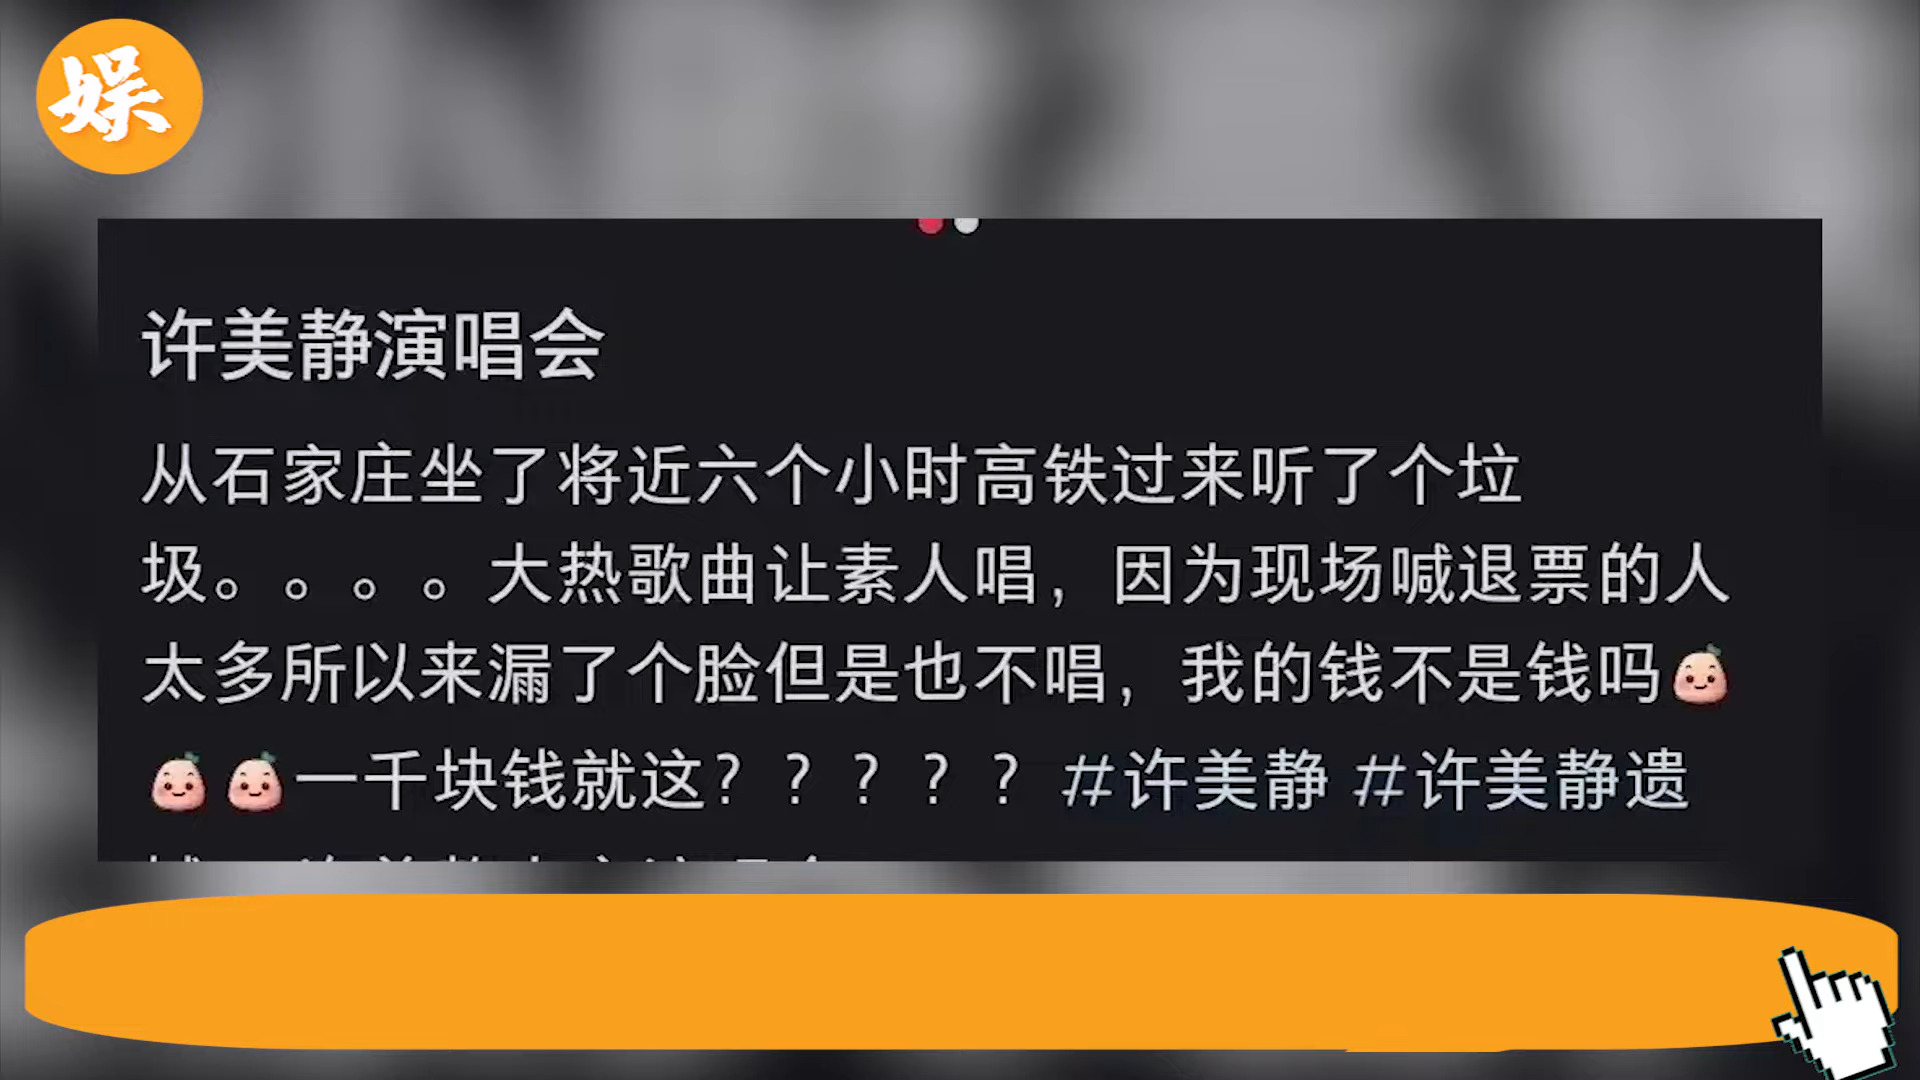 娱
许美静演唱会
从石家庄坐了将近六个小时高铁过来听了个垃
圾。。。。大热歌曲让素人唱，因为现场喊退票的人
太多所以来漏了个脸但是也不唱，我的钱不是钱吗
一千块钱就这？？？？？ #许美静 #许美静遗